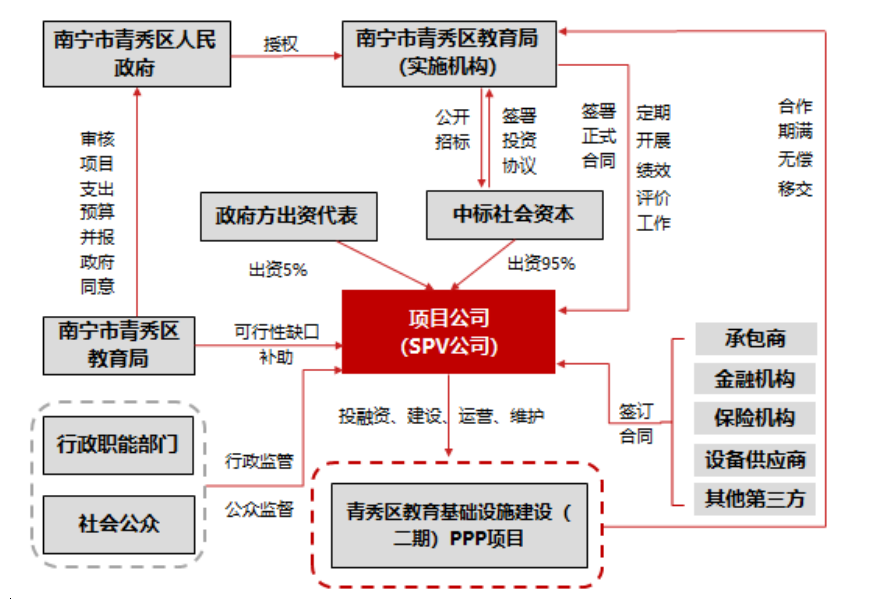 南宁市青秀区人民
政府
授权
南宁市青秀区教育局
(实施机构)
审核
项目
支出
预算
并报
政府
同意
公开
招标
签署
投资
协议
签署
正式
合同
定期
开展
绩效
评价
工作
合作
期满
无偿
移交
政府方出资代表
中标社会资本
出资5%
出资95%
南宁市青秀区
教育局
可行性缺口
补助
项目公司
(SPV公司)
承包商
金融机构
保险机构
设备供应商
其他第三方
签订
合同
投融资、建设、运营、维护
行政职能部门
社会公众
行政监管
公众监督
青秀区教育基础设施建设（
二期）PPP项目